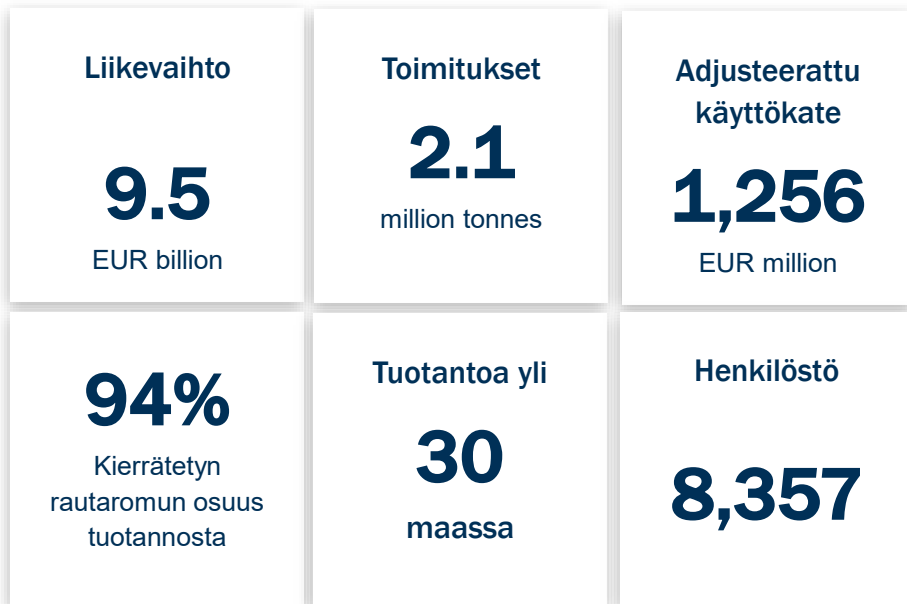 Liikevaihto
9.5
EUR billion
Toimitukset
2.1
million tonnes
Adjusteerattu
käyttökate
1,256
EUR million
94%
Kierrätetyn
rautaromun osuus
tuotannosta
Tuotantoa yli
30
maassa
Henkilöstö
8,357